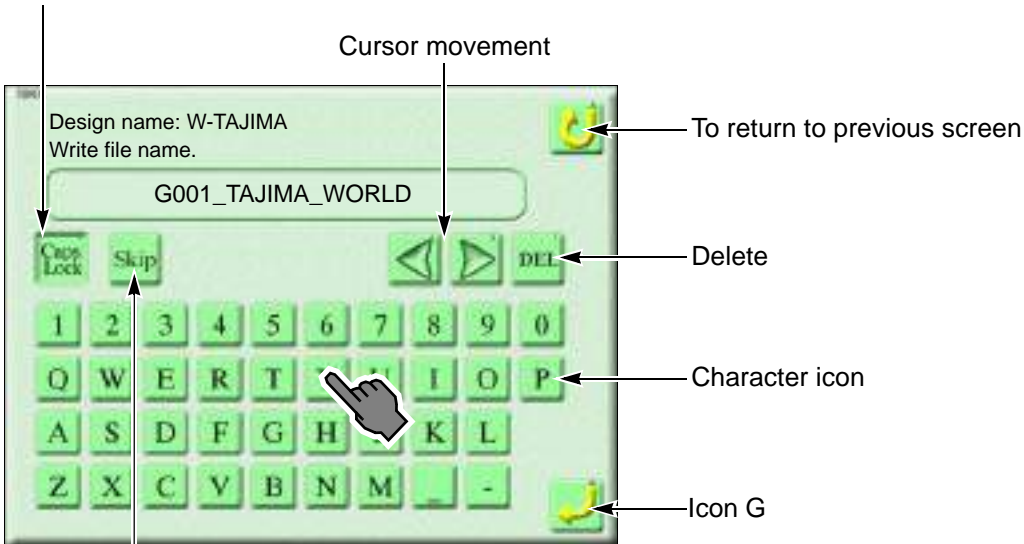 Cursor movement
Design name: W-TAJIMA
To return to previous screen
Write file name.
G001_TAJIMA_WORLD
Caps Lock
Skip
DEL
Delete
1 2 3 4 5 6 7 8 9 0
Q W E R T I O P
Character icon
A S D F G H K L
Z X C V B N M _ -
Icon G